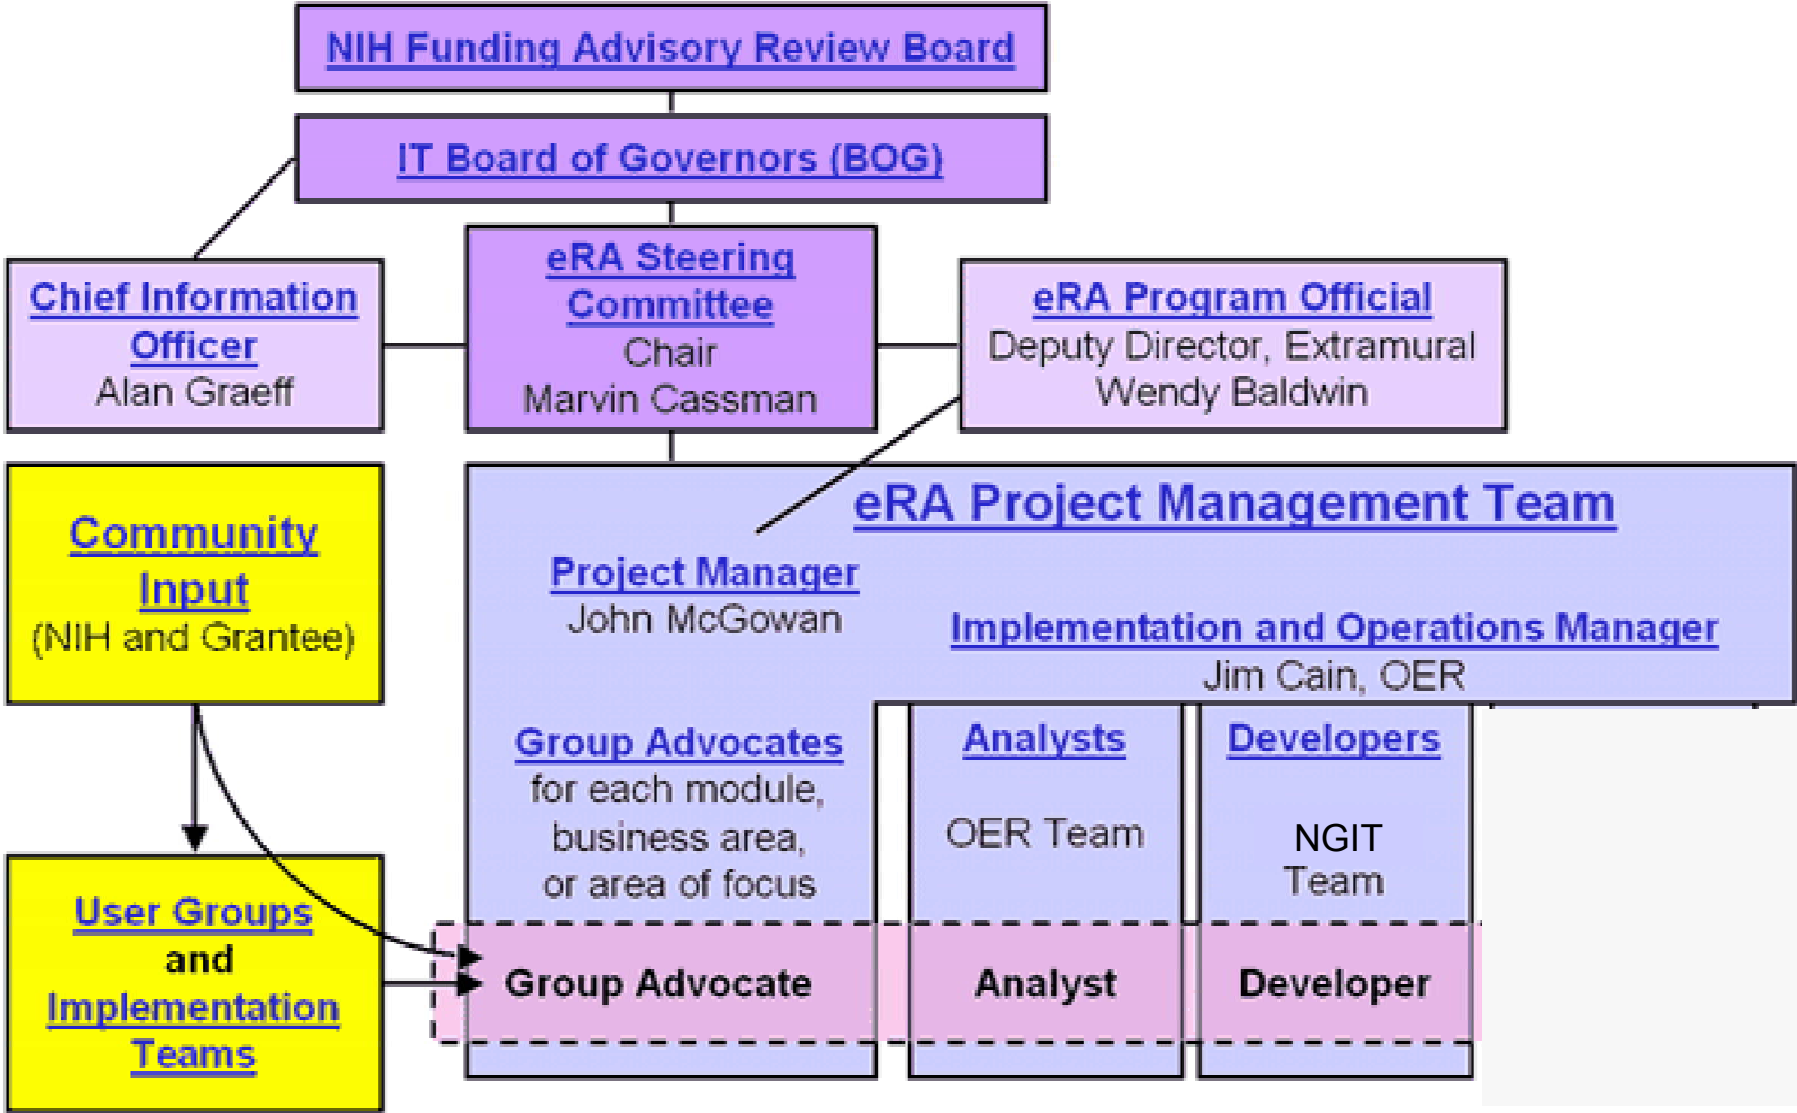 NIH Funding Advisory Review Board
IT Board of Governors (BOG)
Chief Information
Officer
Alan Graeff
eRA Steering
Committee
Chair
Marvin Cassman
eRA Program Official
Deputy Director, Extramural
Wendy Baldwin
Community
Input
(NIH and Grantee)
eRA Project Management Team
Project Manager
John McGowan
Implementation and Operations Manager
Jim Cain, OER
Group Advocates
for each module,
business area,
or area of focus
Analysts
OER Team
Developers
NGIT
Team
User Groups
and
Implementation
Teams
Group Advocate
Analyst
Developer